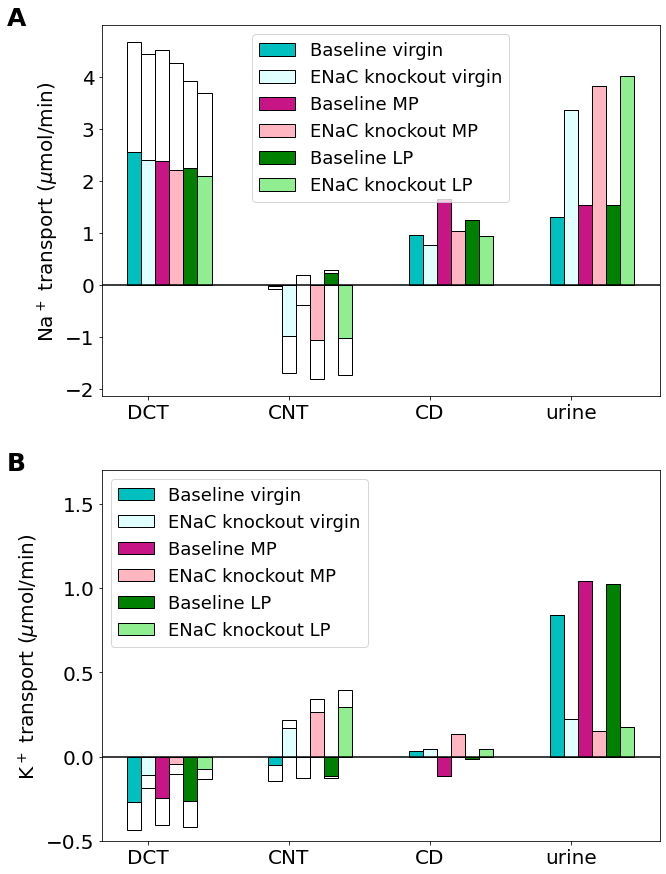 A
Na+ transport (μmol/min)
4
3
2
1
0
−1
−2
Baseline virgin
ENaC knockout virgin
Baseline MP
ENaC knockout MP
Baseline LP
ENaC knockout LP
DCT CNT CD urine
B
K+ transport (μmol/min)
1.5
1.0
0.5
0.0
−0.5
Baseline virgin
ENaC knockout virgin
Baseline MP
ENaC knockout MP
Baseline LP
ENaC knockout LP
DCT CNT CD urine